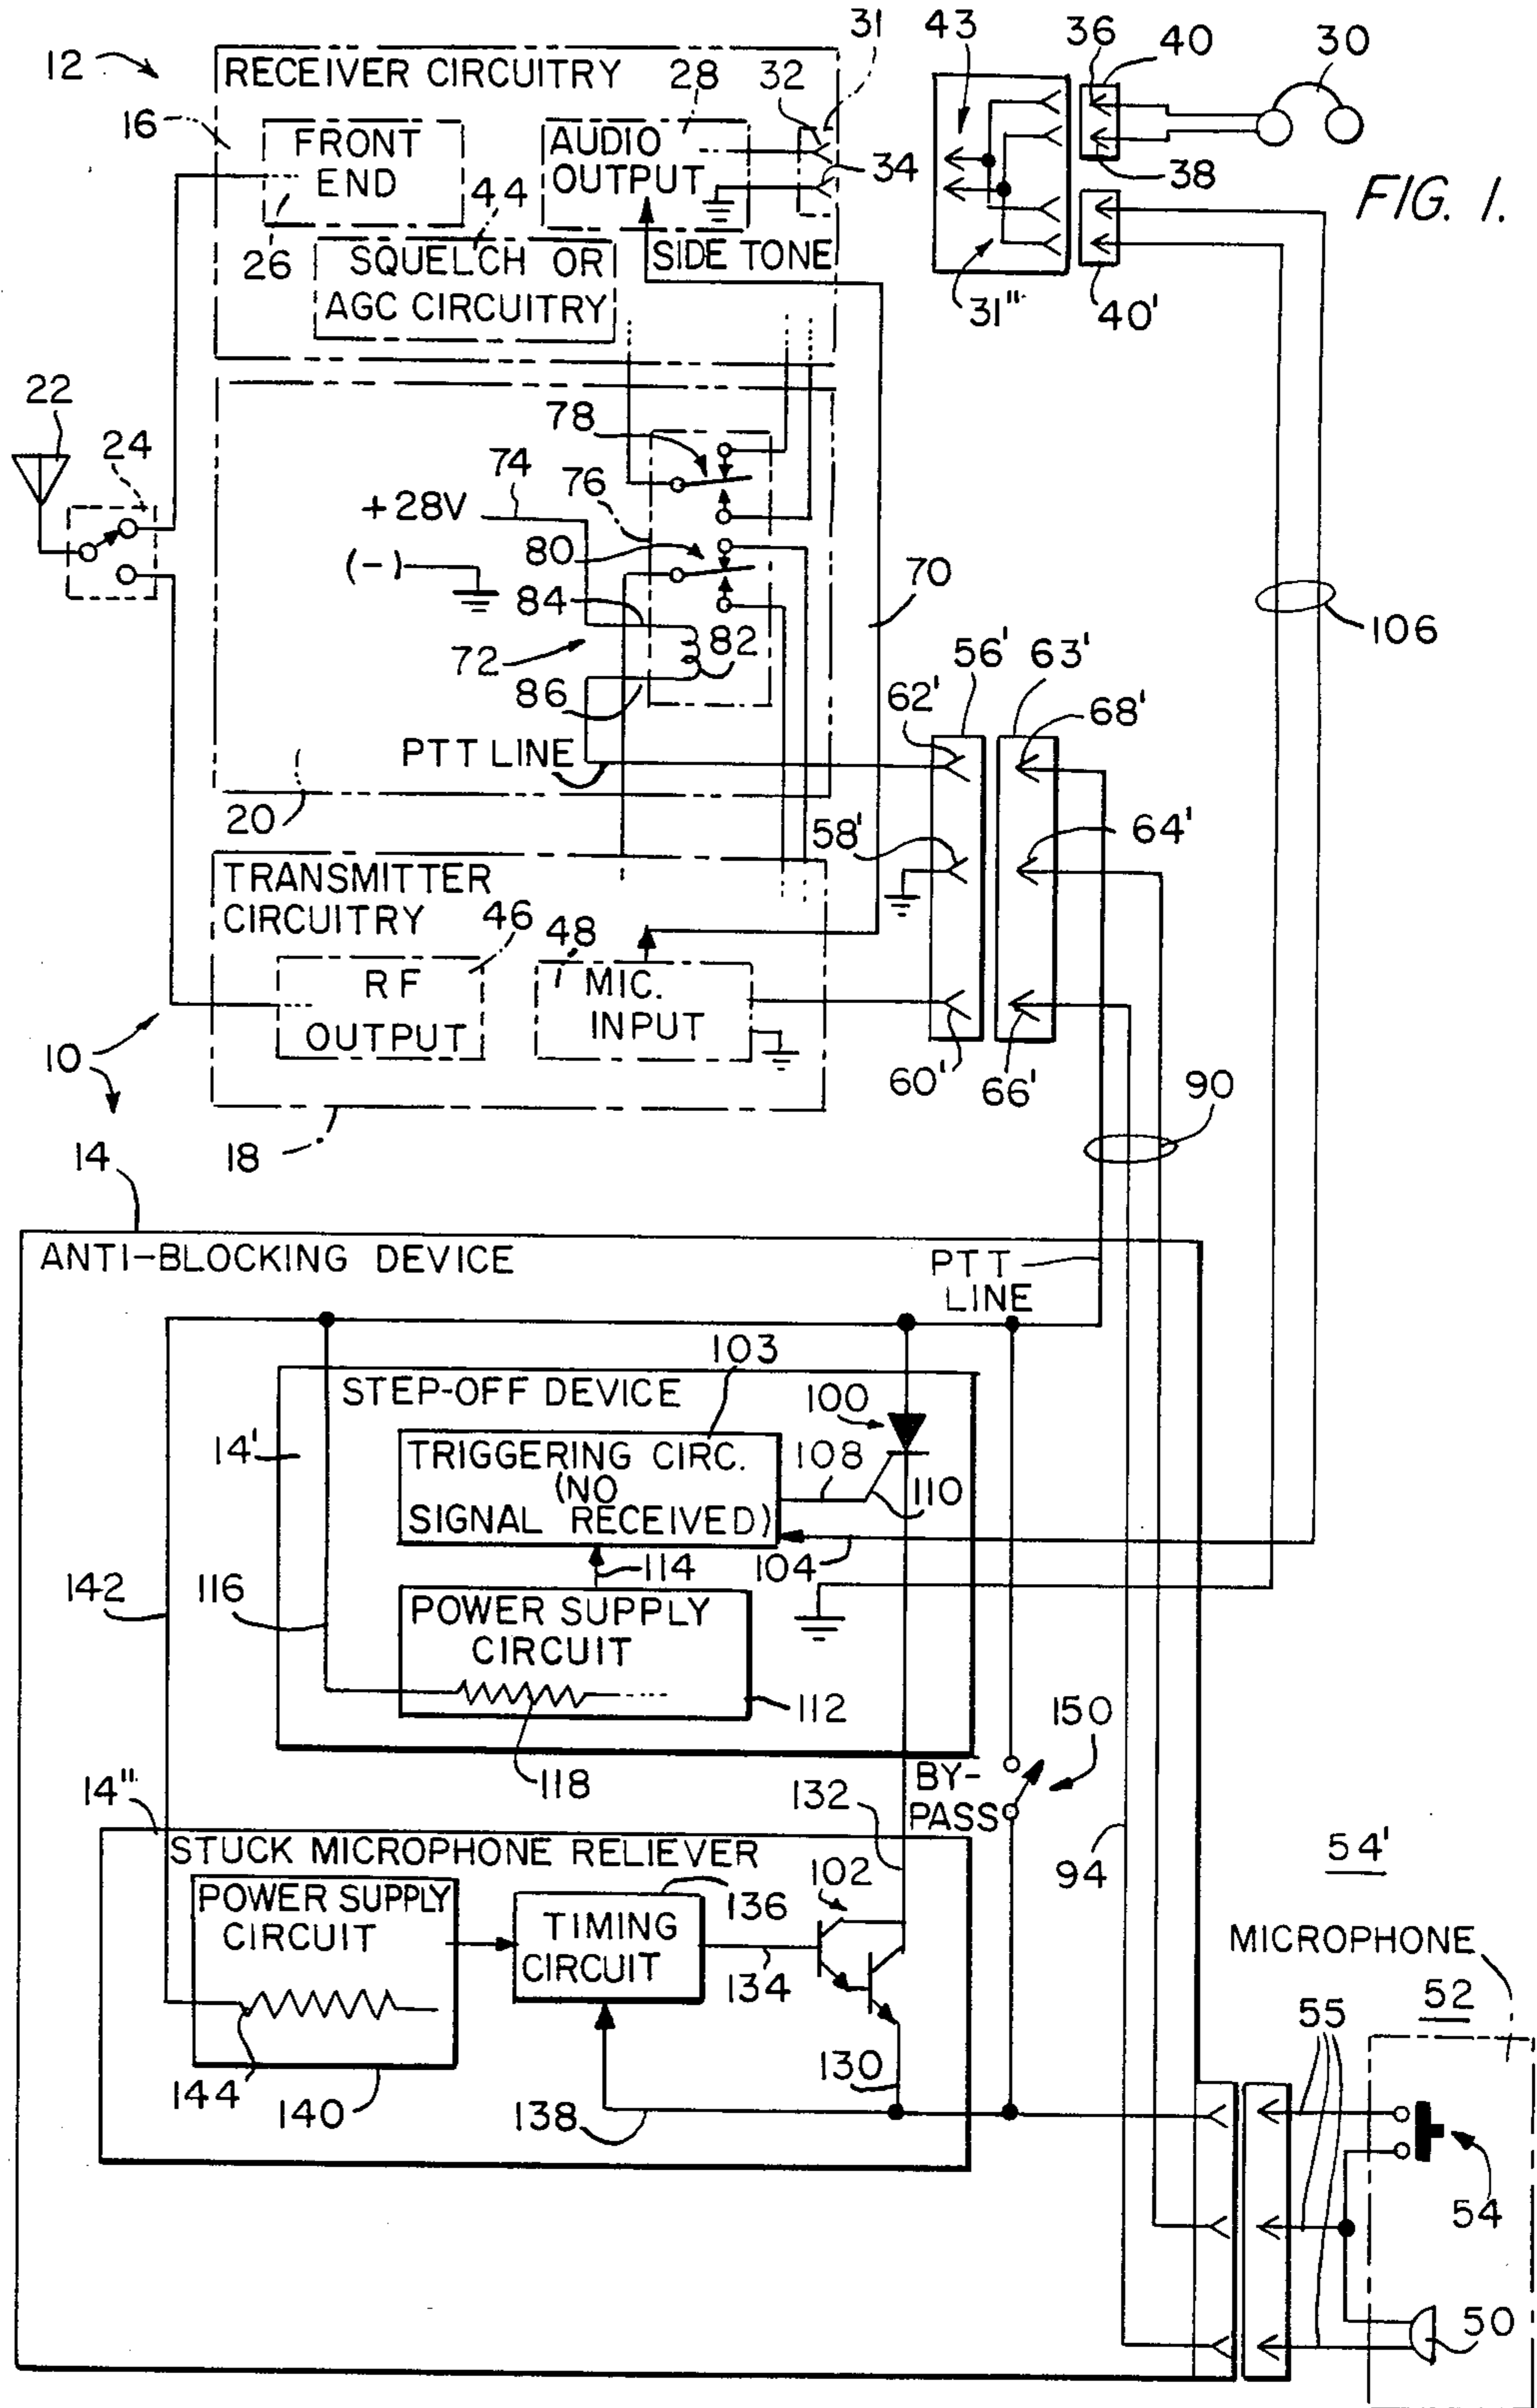 12
RECEIVER CIRCUITRY
28
32
31
43
36
40
30
16
FRONT
END
AUDIO
OUTPUT
34
38
FIG. 1.
26
44
SQUELCH OR
AGC CIRCUITRY
SIDE TONE
31"
40'
22
24
78
74
76
+28V
80
(-)
84
70
106
72
82
86
56'
63'
62'
68'
PTT LINE
20
58'
64'
TRANSMITTER
CIRCUITRY
46
48
RF
OUTPUT
MIC.
INPUT
10
60'
66'
90
18
14
ANTI-BLOCKING DEVICE
PTT
LINE
103
STEP-OFF DEVICE
100
14'
TRIGGERING CIRC.
(NO
SIGNAL RECEIVED)
108
110
114
104
142
116
POWER SUPPLY
CIRCUIT
112
118
150
BY-
PASS
14"
132
STUCK MICROPHONE RELIEVER
94
54'
POWER SUPPLY
CIRCUIT
136
102
TIMING
CIRCUIT
134
MICROPHONE
52
55
144
140
138
130
54
50